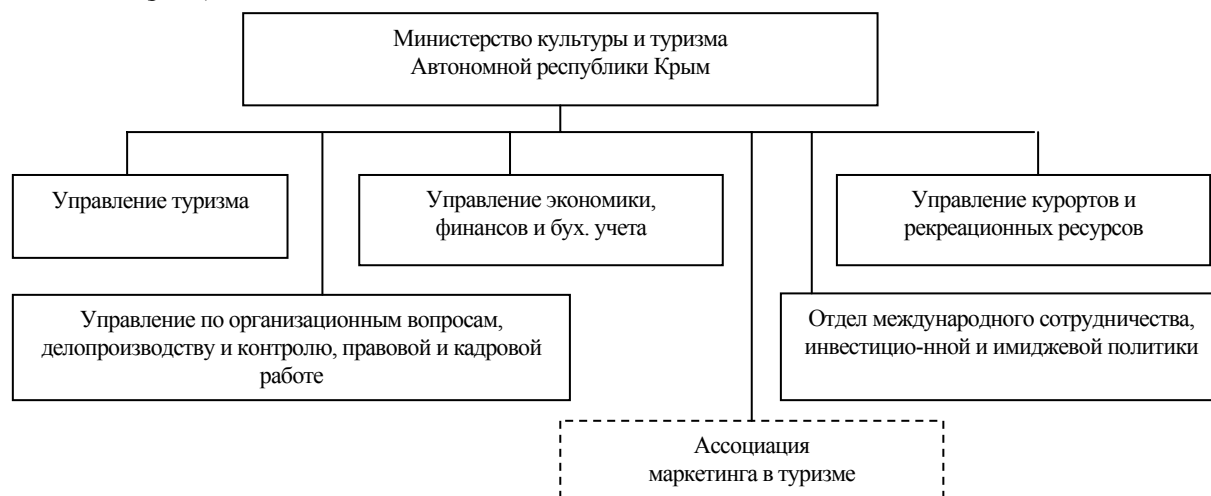 Министерство культуры и туризма
Автономной республики Крым
Управление туризма
Управление экономики,
финансов и бух. учета
Управление курортов и
рекреационных ресурсов
Управление по организационным вопросам,
делопроизводству и контролю, правовой и кадровой
работе
Отдел международного сотрудничества,
инвестицио-нной и имиджевой политики
Ассоциация
маркетинга в туризме